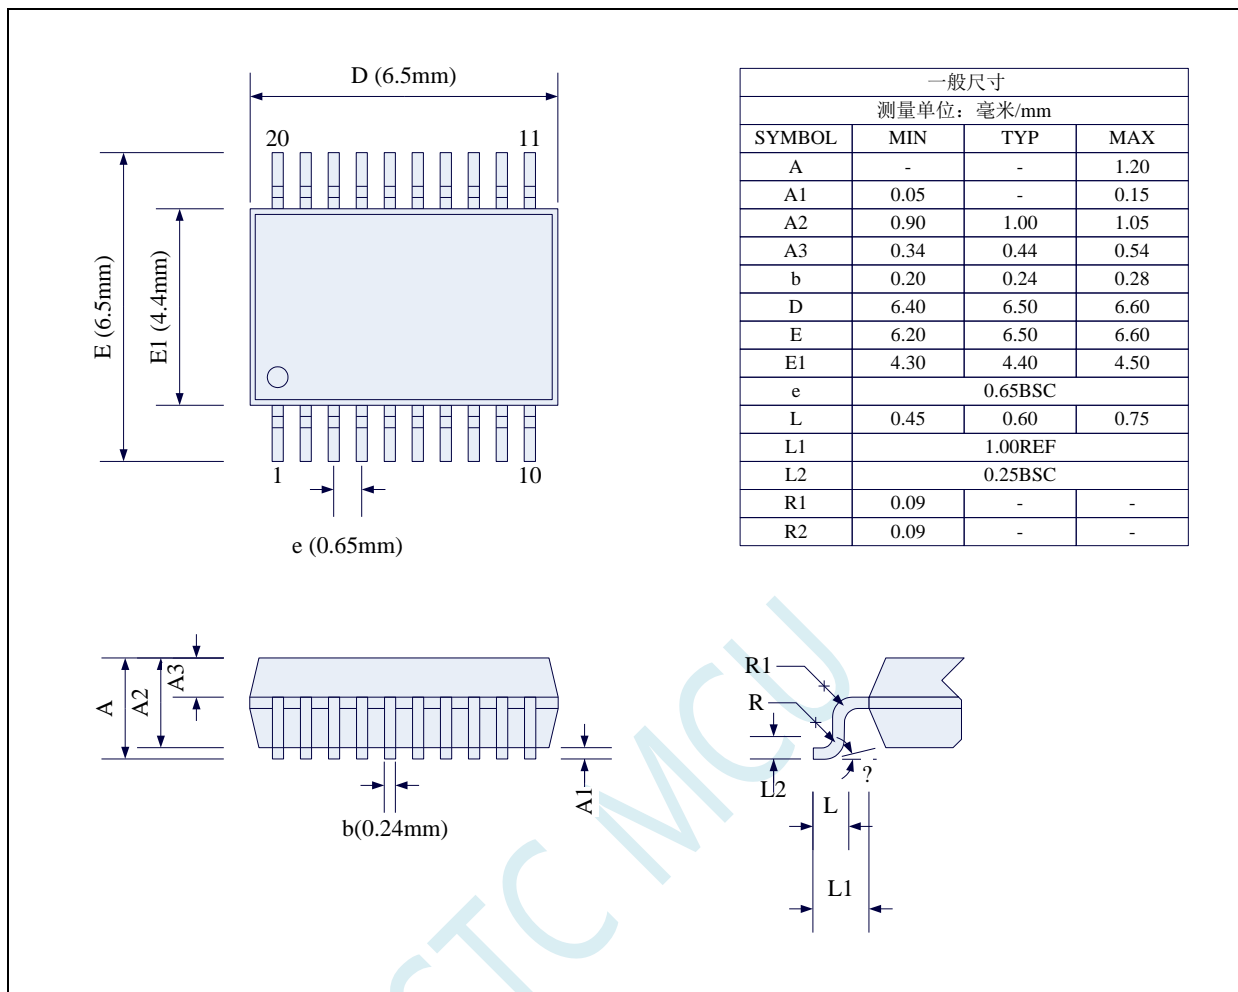 D (6.5mm)
20
11
E (6.5mm)
E1 (4.4mm)
1
10
e (0.65mm)
一般尺寸
测量单位：毫米/mm
SYMBOL MIN TYP MAX
A - - 1.20
A1 0.05 - 0.15
A2 0.90 1.00 1.05
A3 0.34 0.44 0.54
b 0.20 0.24 0.28
D 6.40 6.50 6.60
E 6.20 6.50 6.60
E1 4.30 4.40 4.50
e 0.65BSC
L 0.45 0.60 0.75
L1 1.00REF
L2 0.25BSC
R1 0.09 - -
R2 0.09 - -
A
A2
A3
A1
b(0.24mm)
R1
R
L2
?
L
L1
STC MCU